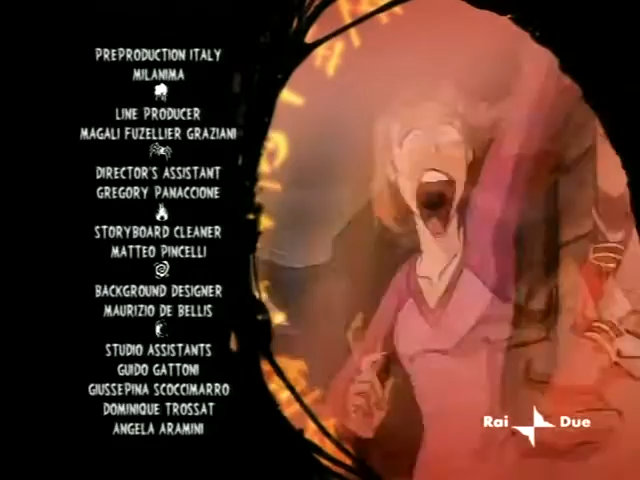 PREPRODUCTION ITALY
MILANIMA
LINE PRODUCER
MAGALI FUZELLIER GRAZIANI
DIRECTOR'S ASSISTANT
GREGORY PANACCIONE
STORYBOARD CLEANER
MATTEO PINCELLI
BACKGROUND DESIGNER
MAURIZIO DE BELLIS
STUDIO ASSISTANTS
GUIDO GATTONI
GIUSSEPINA SCOCCIMARRO
DOMINIQUE TROSSAT
ANGELA ARAMINI
Rai Due